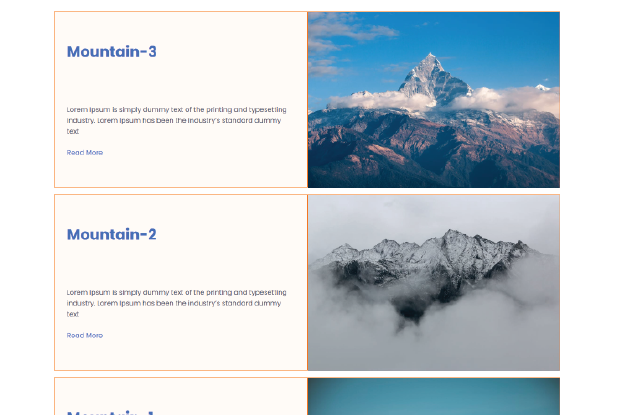 Mountain-3
Lorem Ipsum is simply dummy text of the printing and typesetting
industry. Lorem Ipsum has been the industry's standard dummy
text
Read More
Mountain-2
Lorem Ipsum is simply dummy text of the printing and typesetting
industry. Lorem Ipsum has been the industry's standard dummy
text
Read More
Mountain-1